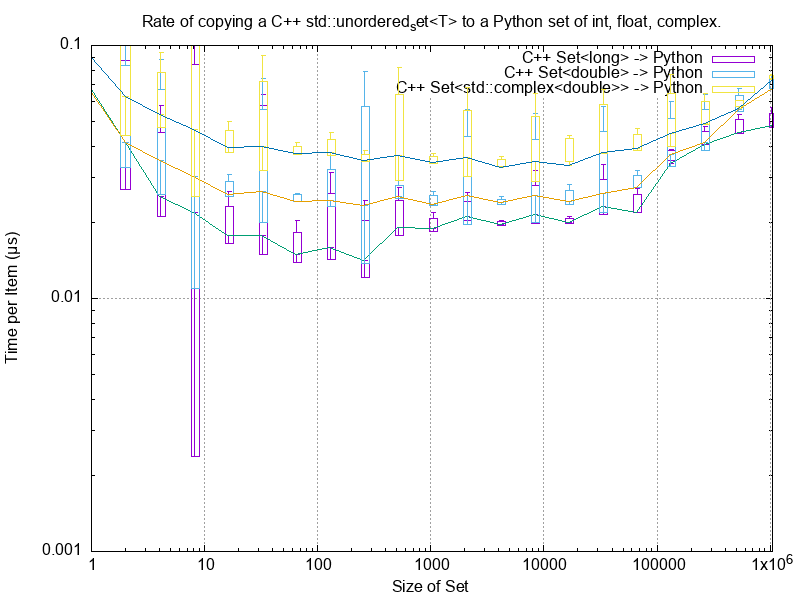 Rate of copying a C++ std::unordered_set<T> to a Python set of int, float, complex.
0.1
C++ Set<long> -> Python
C++ Set<double> -> Python
C++ Set<std::complex<double>> -> Python
Time per Item (µs)
0.01
0.001
1 10 100 1000 10000 100000 1x10^6
Size of Set